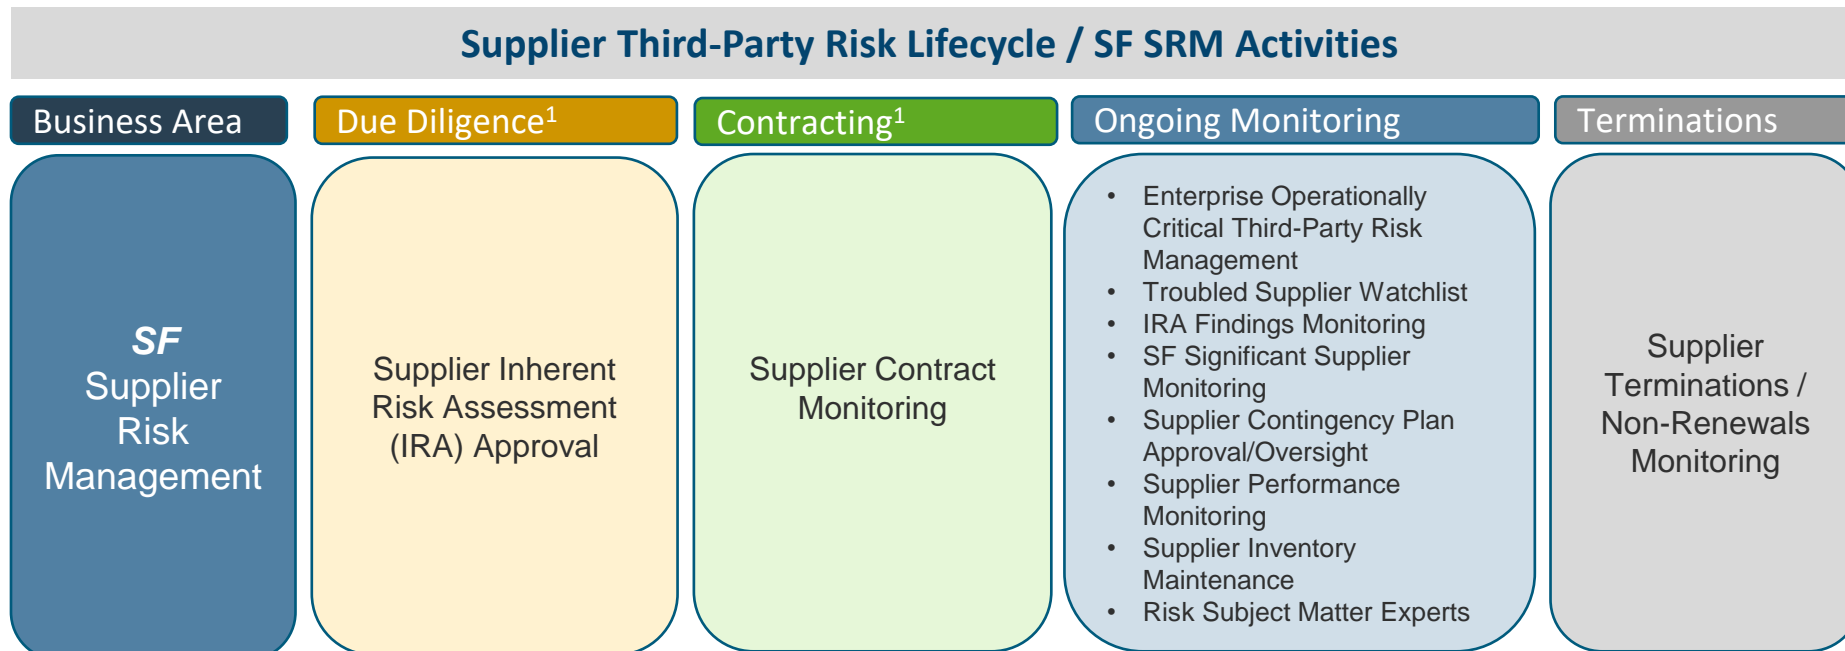 Supplier Third-Party Risk Lifecycle / SF SRM Activities
Business Area
Due Diligence1
Contracting1
Ongoing Monitoring
Terminations
SF
Supplier
Risk
Management
Supplier Inherent
Risk Assessment
(IRA) Approval
Supplier Contract
Monitoring
• Enterprise Operationally
Critical Third-Party Risk
Management
• Troubled Supplier Watchlist
• IRA Findings Monitoring
• SF Significant Supplier
Monitoring
• Supplier Contingency Plan
Approval/Oversight
• Supplier Performance
Monitoring
• Supplier Inventory
Maintenance
• Risk Subject Matter Experts
Supplier
Terminations /
Non-Renewals
Monitoring